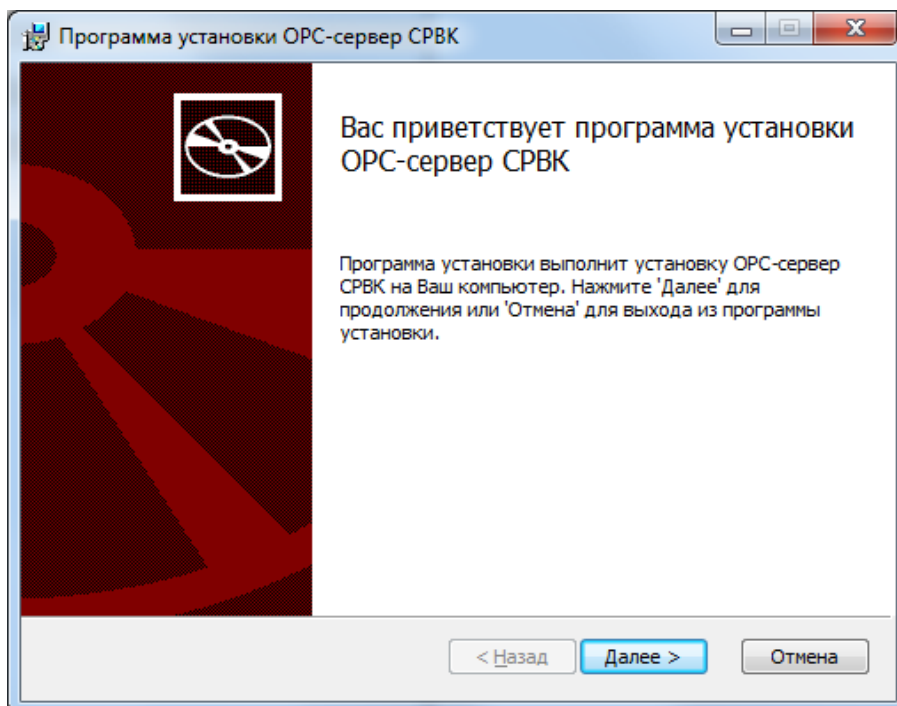 Программа установки OPC-сервер СРВК
Вас приветствует программа установки
OPC-сервер СРВК
Программа установки выполнит установку OPC-сервер
СРВК на Ваш компьютер. Нажмите 'Далее' для
продолжения или 'Отмена' для выхода из программы
установки.
< Назад
Далее >
Отмена